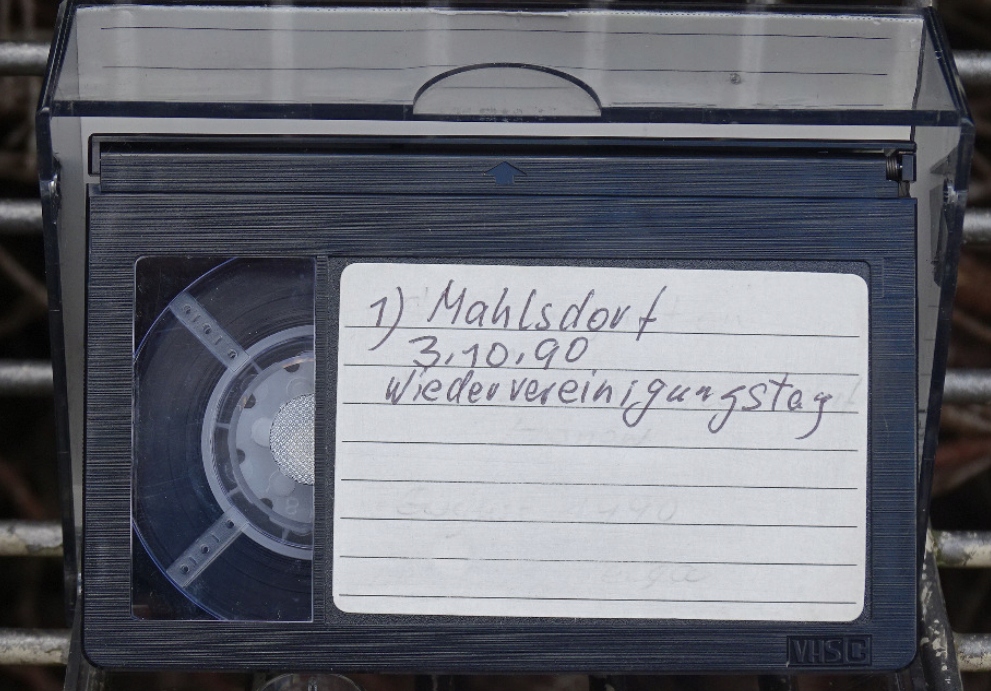 1) Mahlsdorf
3.10.90
Wiedervereinigungstag
VHS C